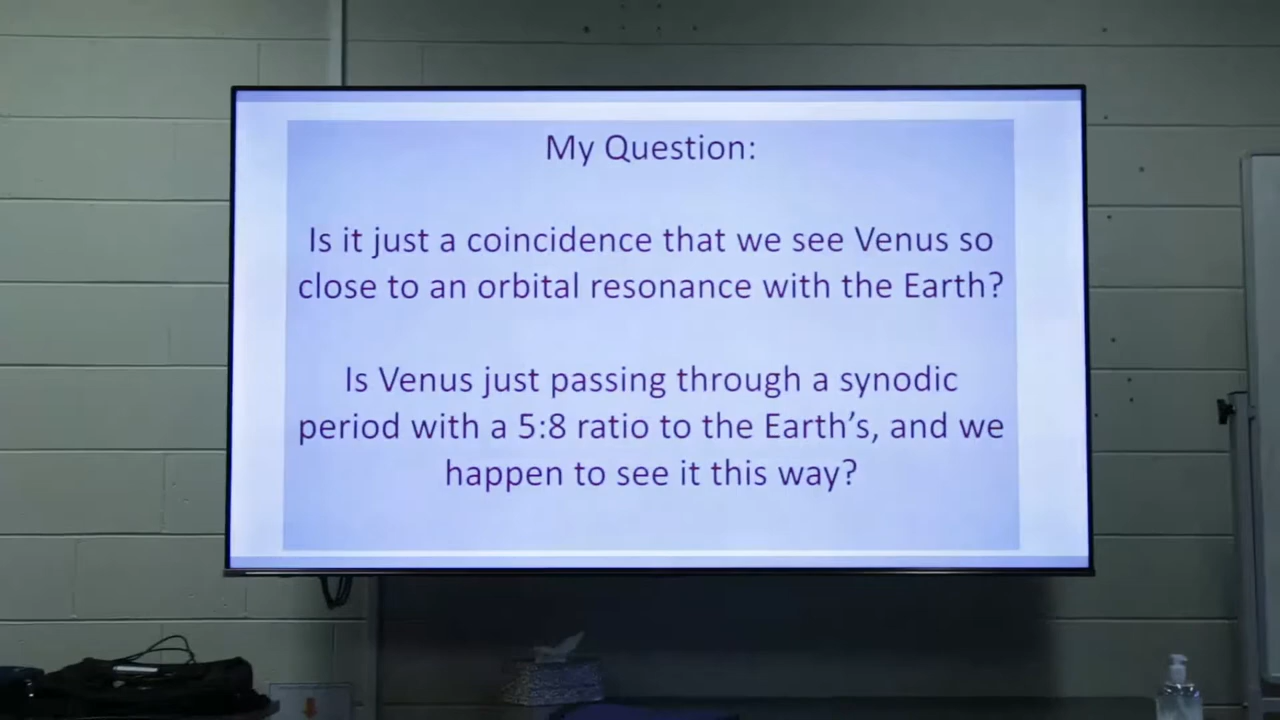 My Question:
Is it just a coincidence that we see Venus so
close to an orbital resonance with the Earth?
Is Venus just passing through a synodic
period with a 5:8 ratio to the Earth’s, and we
happen to see it this way?